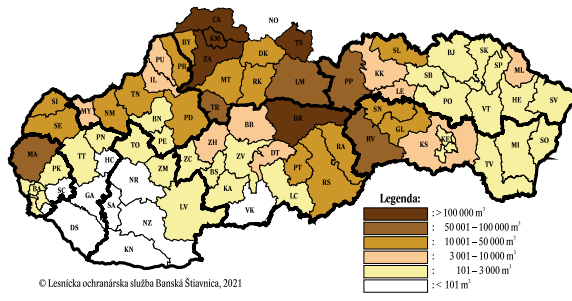 CA
NO
KM
TS
BY
PU
PB
ZA
DK
SL
BJ
SK
SP
ML
IL
MT
RK
LM
PP
KK
SB
LE
HE
SV
SI
MY
TN
NM
BN
PD
TR
BR
SN
PO
VT
SE
BB
GL
RA
PN
TO
PE
ZH
DT
PT
RV
KS
MI
SO
MA
TT
HC
ZC
ZV
TV
PK
ZM
BS
BA
SC
GA
NR
SA
KA
LC
RS
LV
VK
DS
NZ
KN
Legenda:
: > 100 000 m³
: 50 001 – 100 000 m³
: 10 001 – 50 000 m³
: 3 001 – 10 000 m³
: 101 – 3 000 m³
: < 101 m³
© Lesnícka ochranárska služba Banská Štiavnica, 2021